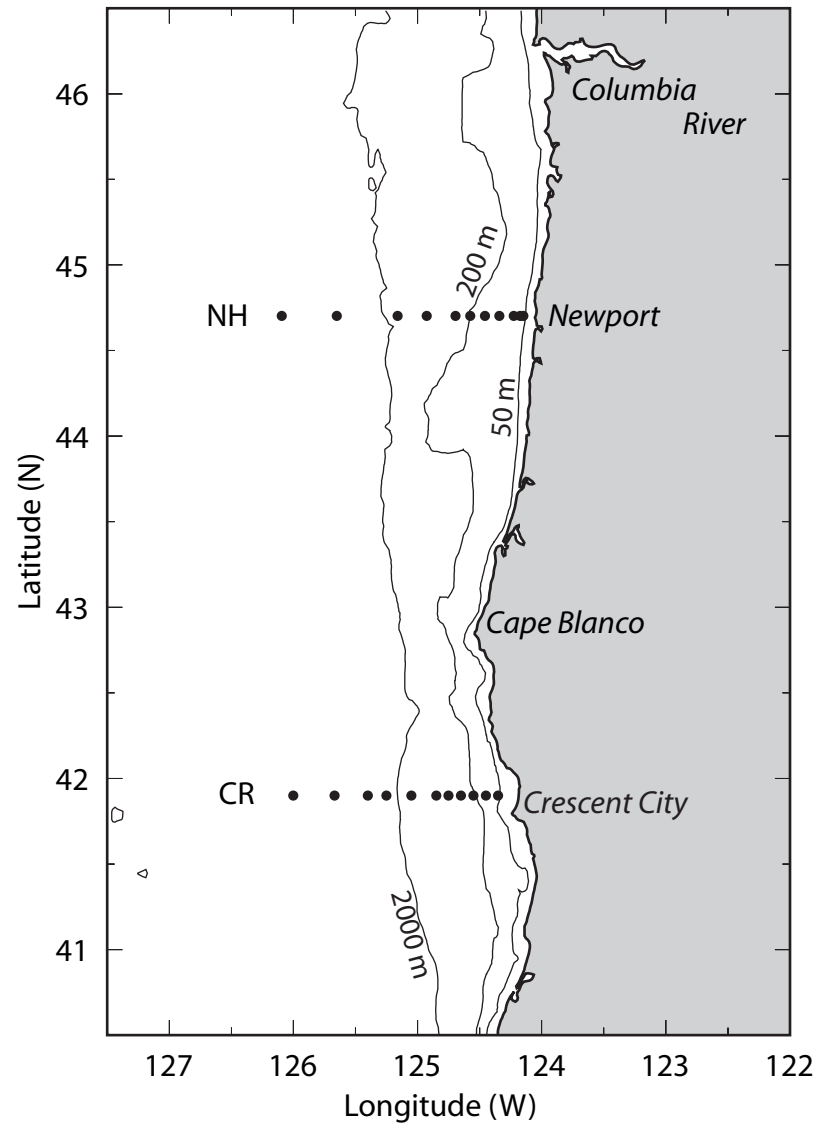 46
Columbia
River
200 m
45
NH
Newport
50 m
44
Latitude (N)
43
Cape Blanco
42
CR
Crescent City
2000 m
41
127
126
125
124
123
122
Longitude (W)